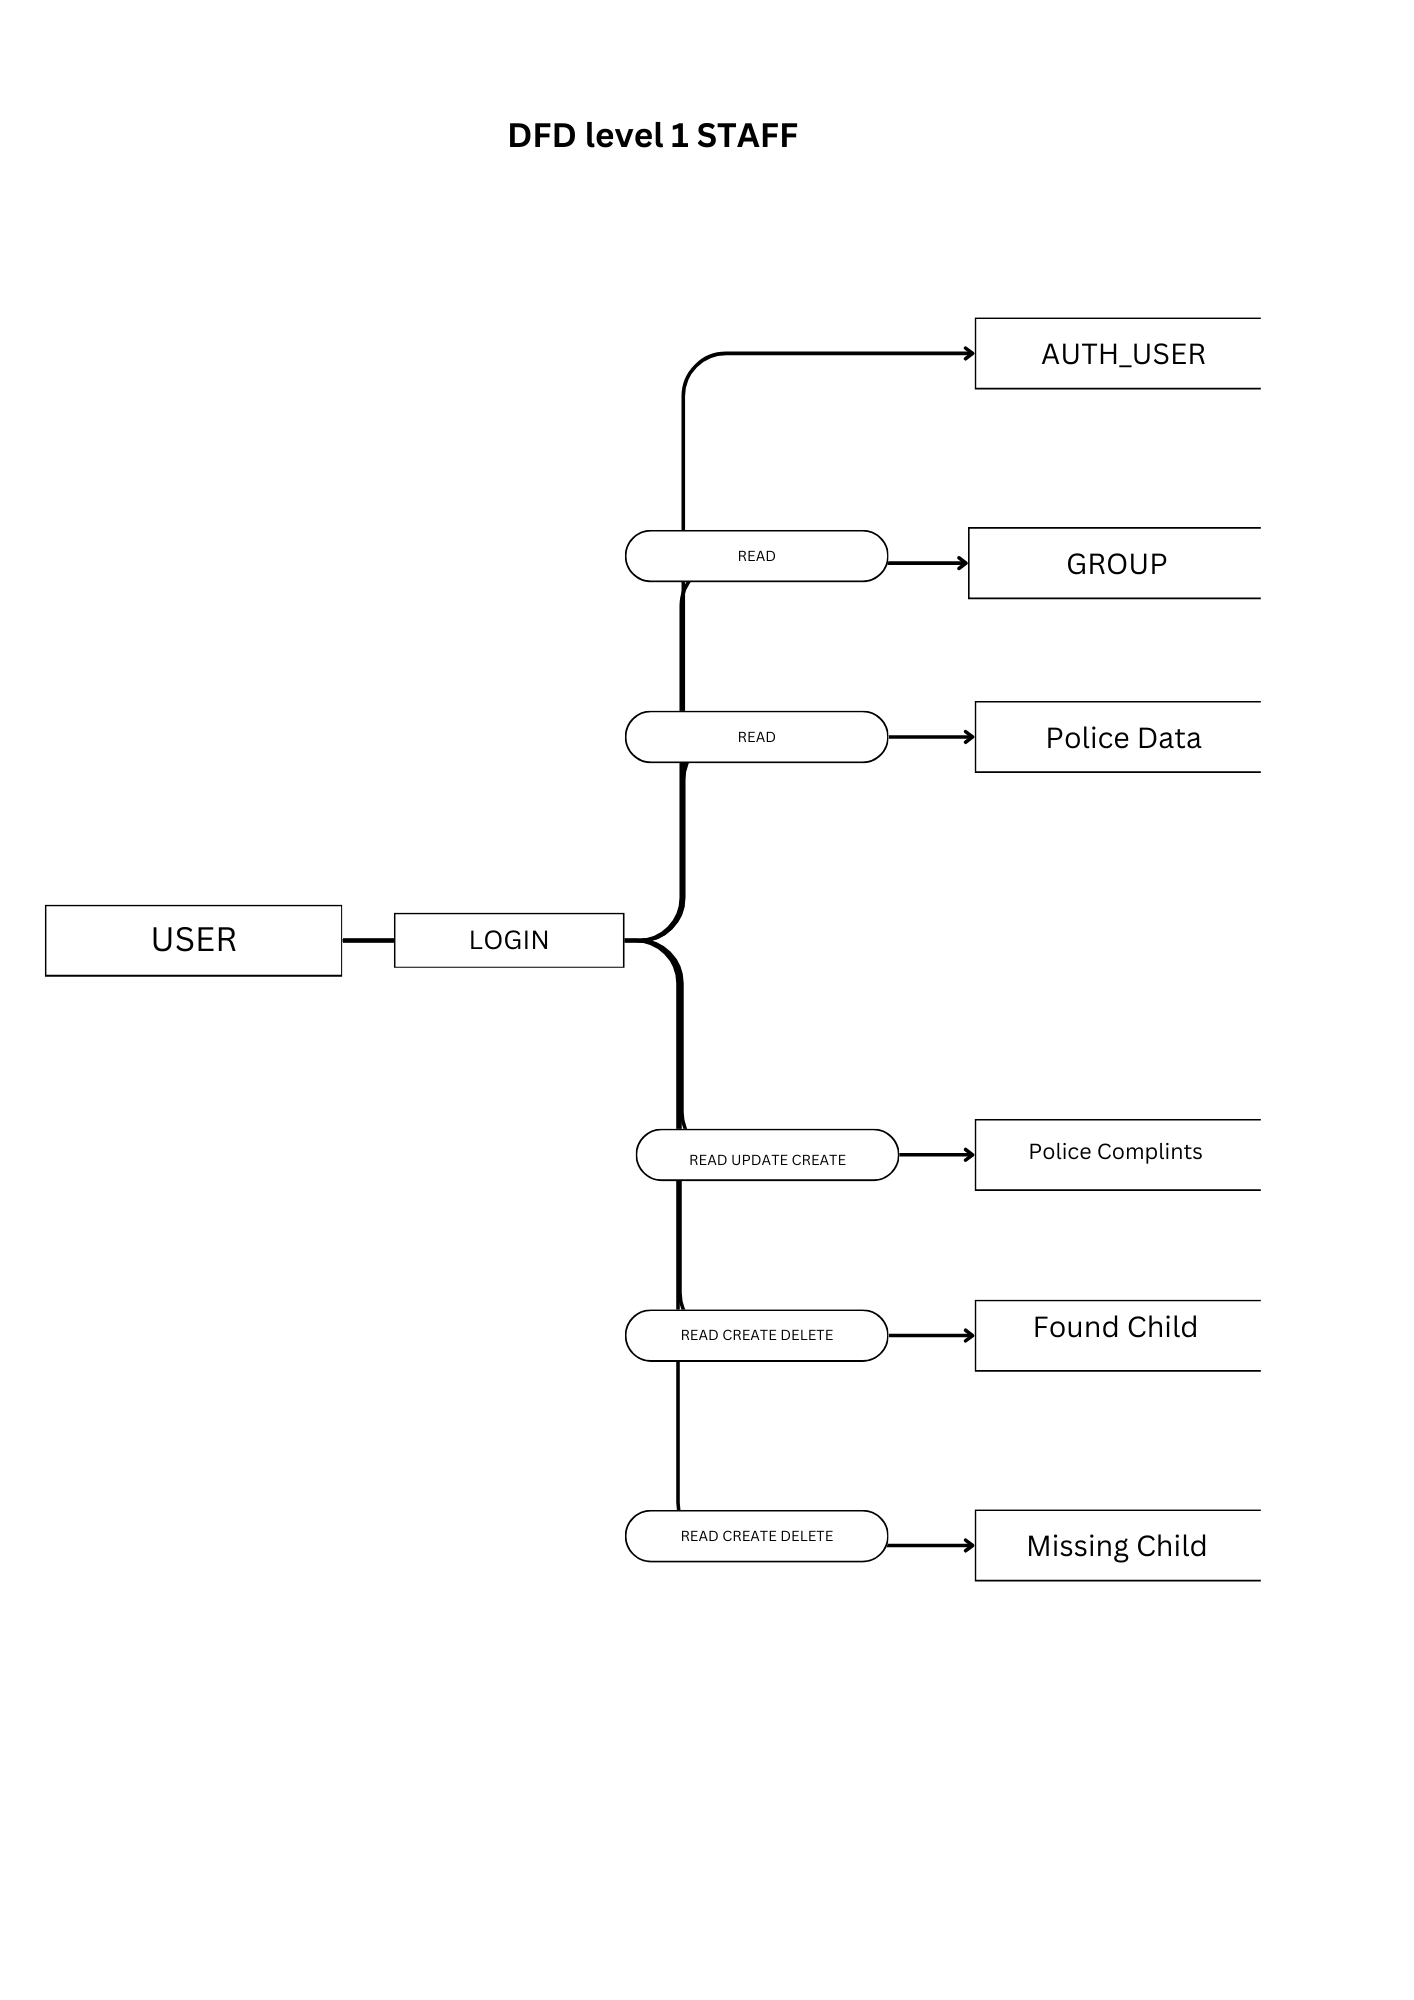 DFD level 1 STAFF
AUTH_USER
READ
GROUP
READ
Police Data
USER
LOGIN
READ UPDATE CREATE
Police Complints
READ CREATE DELETE
Found Child
READ CREATE DELETE
Missing Child